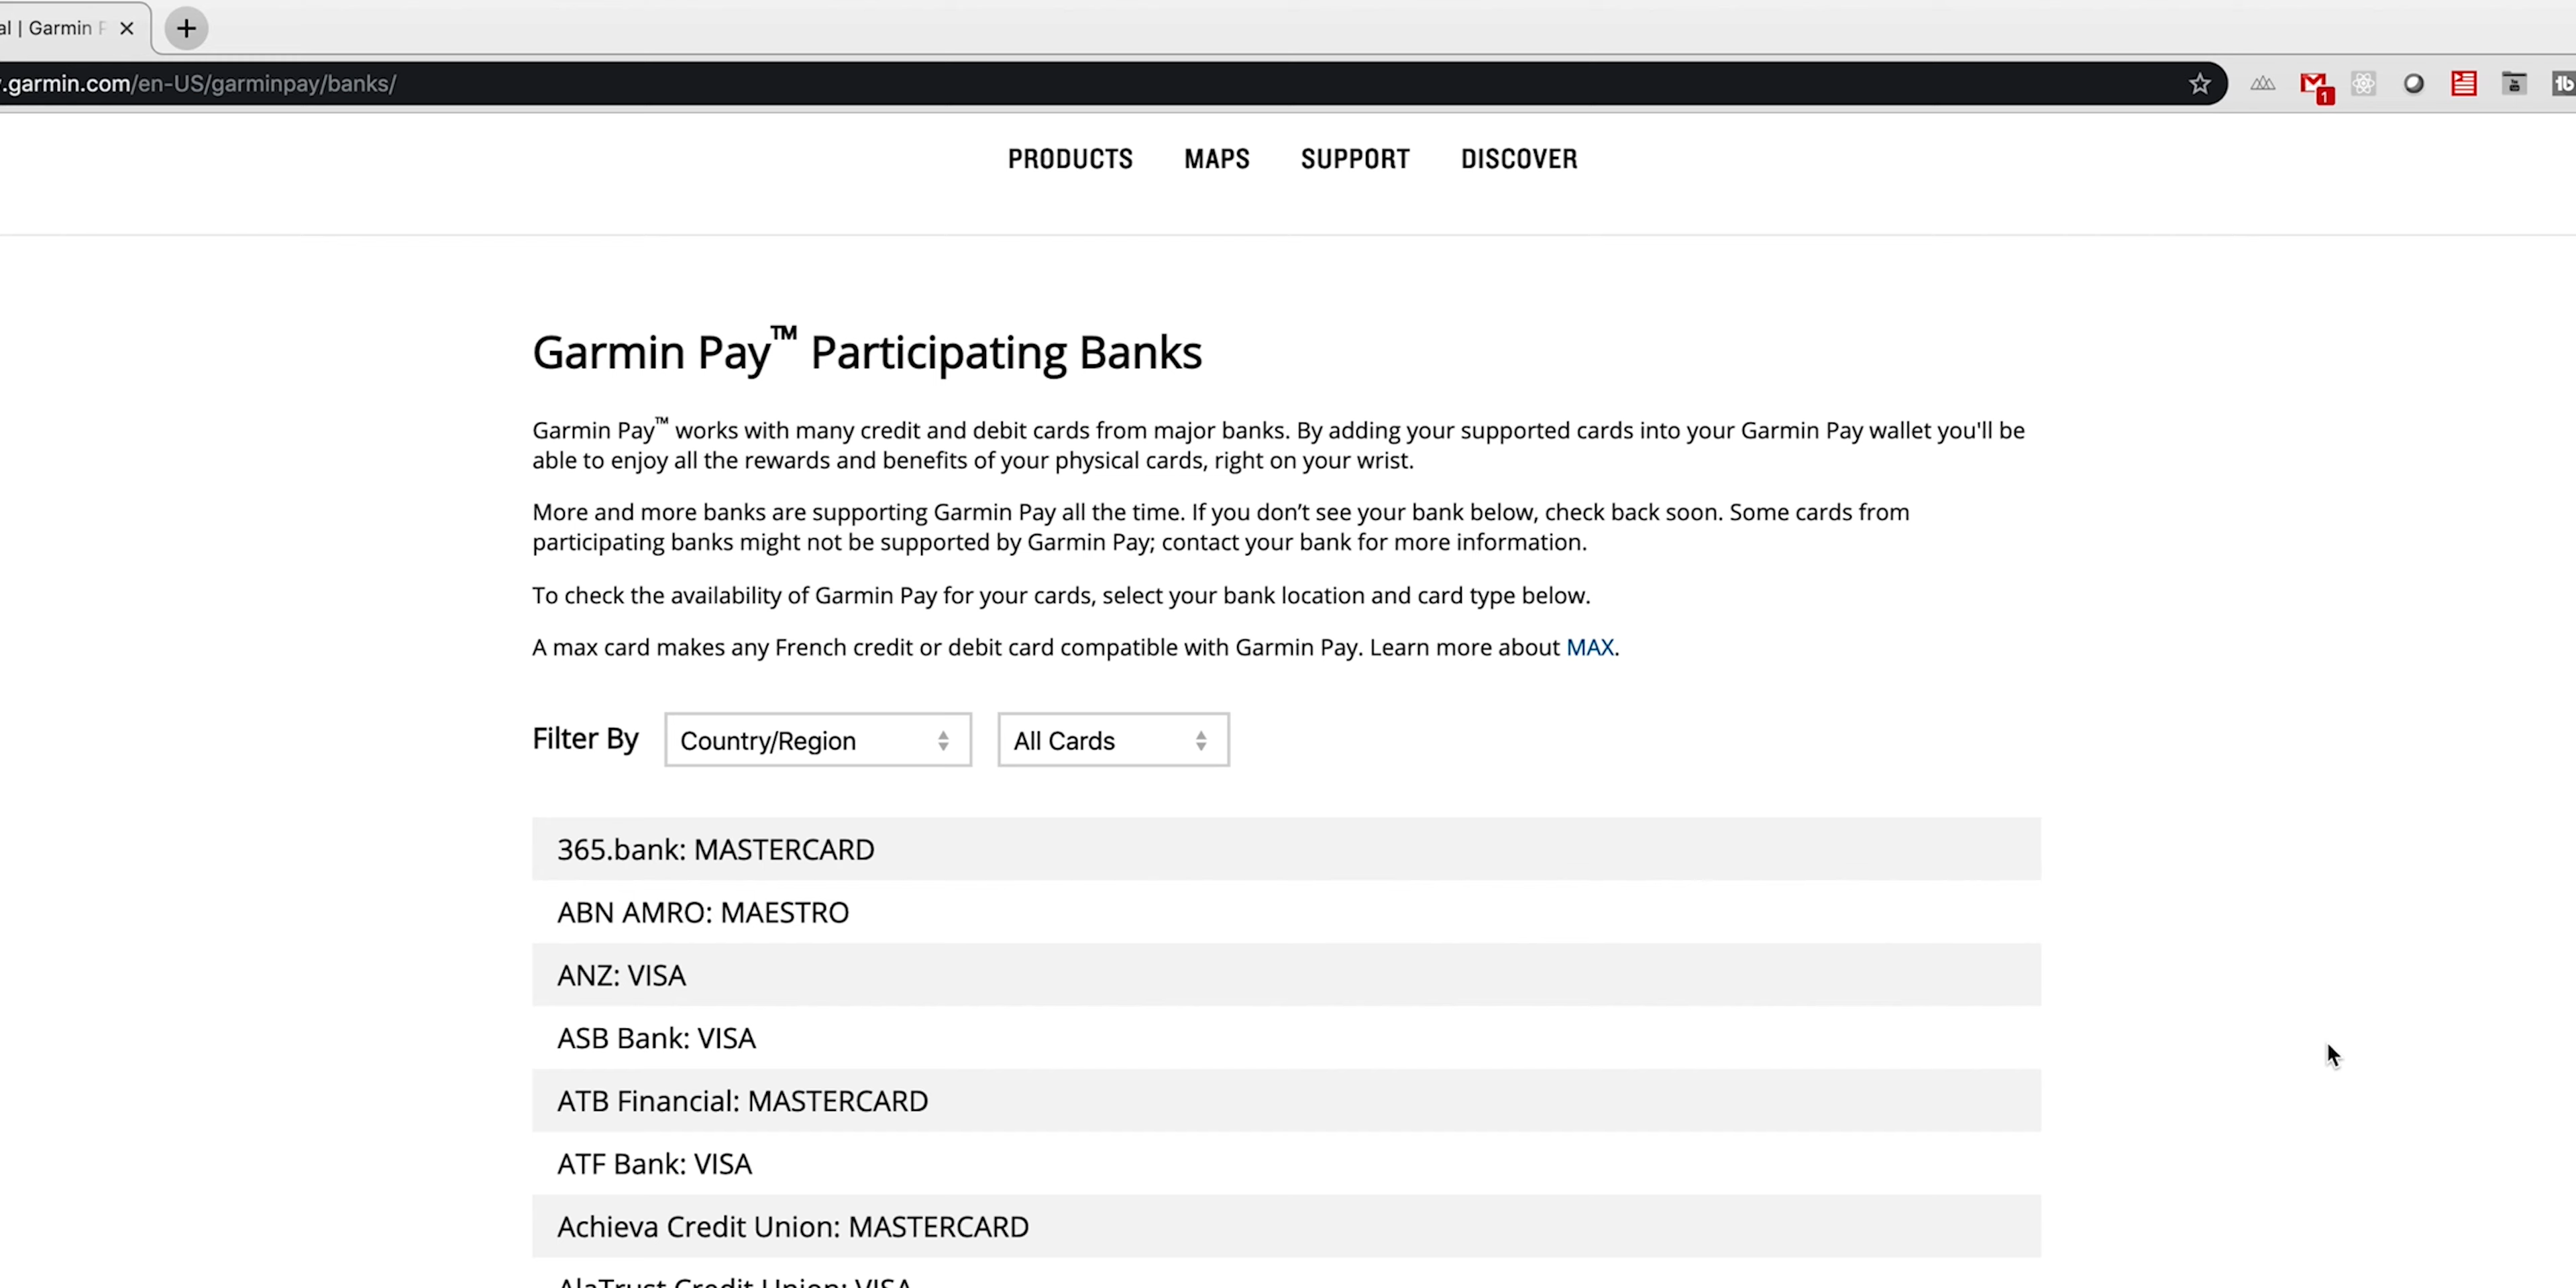 al | Garmin P
.garmin.com/en-US/garminpay/banks/
1
PRODUCTS MAPS SUPPORT DISCOVER
Garmin Pay™ Participating Banks
Garmin Pay™ works with many credit and debit cards from major banks. By adding your supported cards into your Garmin Pay wallet you'll be
able to enjoy all the rewards and benefits of your physical cards, right on your wrist.
More and more banks are supporting Garmin Pay all the time. If you don’t see your bank below, check back soon. Some cards from
participating banks might not be supported by Garmin Pay; contact your bank for more information.
To check the availability of Garmin Pay for your cards, select your bank location and card type below.
A max card makes any French credit or debit card compatible with Garmin Pay. Learn more about MAX.
Filter By Country/Region All Cards
365.bank: MASTERCARD
ABN AMRO: MAESTRO
ANZ: VISA
ASB Bank: VISA
ATB Financial: MASTERCARD
ATF Bank: VISA
Achieva Credit Union: MASTERCARD
AlaTrust Credit Union: VISA